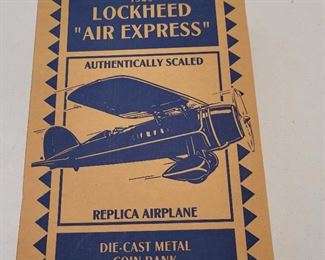 LOCKHEED
"AIR EXPRESS"
AUTHENTICALLY SCALED
REPLICA AIRPLANE
DIE-CAST METAL
COIN BANK